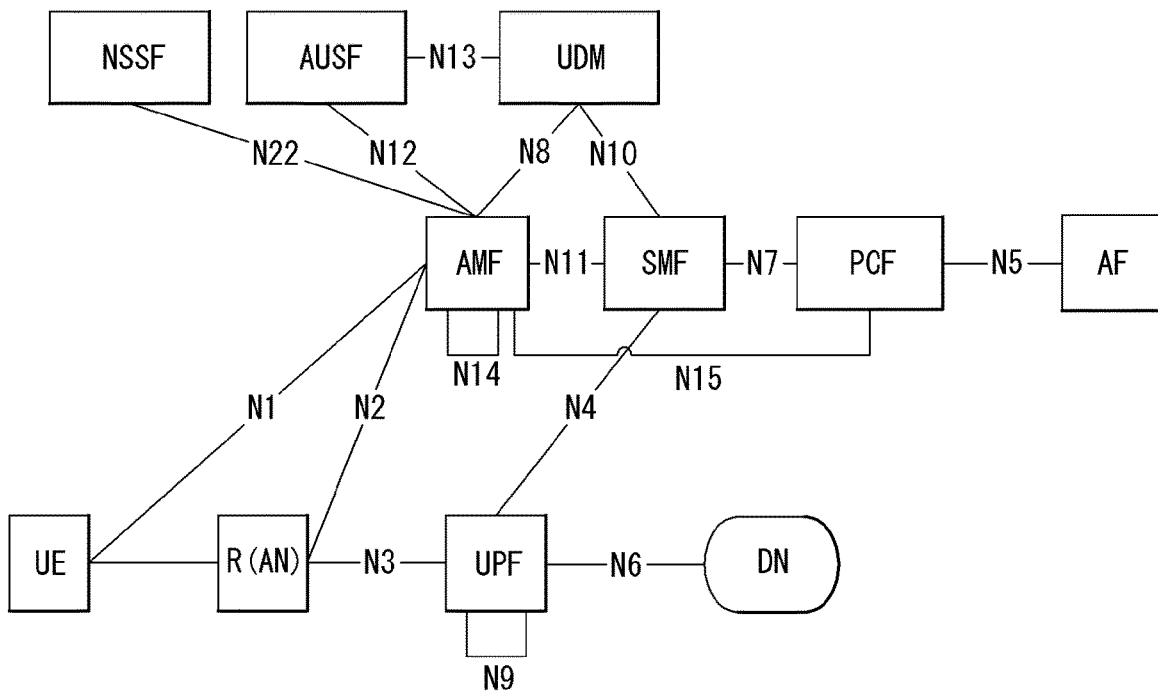 NSSF
AUSF
N13
UDM
N22
N12
N8
N10
AMF
N11
SMF
N7
PCF
N5
AF
N14
N15
N1
N2
N4
UE
R(AN)
N3
UPF
N6
DN
N9